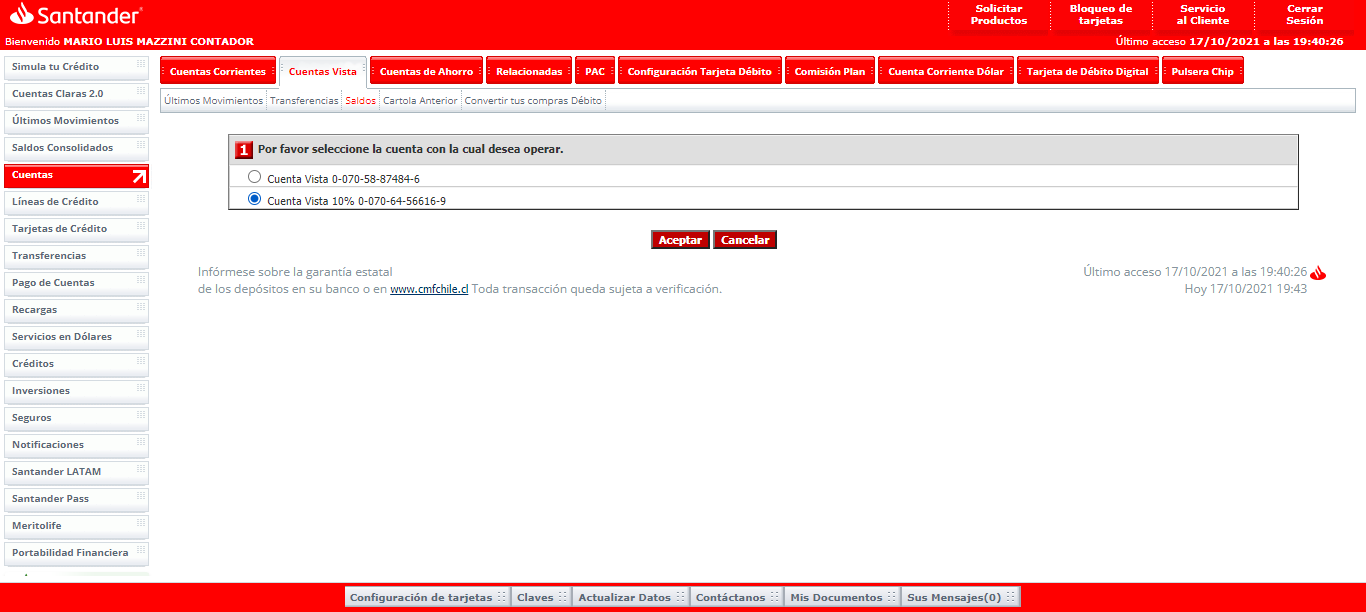 Santander
Solicitar Productos
Bloqueo de tarjetas
Servicio al Cliente
Cerrar Sesión
Bienvenido MARIO LUIS MAZZINI CONTADOR
Último acceso 17/10/2021 a las 19:40:26
Simula tu Crédito
Cuentas Claras 2.0
Últimos Movimientos
Saldos Consolidados
Cuentas
Líneas de Crédito
Tarjetas de Crédito
Transferencias
Pago de Cuentas
Recargas
Servicios en Dólares
Créditos
Inversiones
Seguros
Notificaciones
Santander LATAM
Santander Pass
Meritolife
Portabilidad Financiera
Cuentas Corrientes
Cuentas Vista
Cuentas de Ahorro
Relacionadas
PAC
Configuración Tarjeta Débito
Comisión Plan
Cuenta Corriente Dólar
Tarjeta de Débito Digital
Pulsera Chip
Últimos Movimientos
Transferencias
Saldos
Cartola Anterior
Convertir tus compras Débito
1 Por favor seleccione la cuenta con la cual desea operar.
Cuenta Vista 0-070-58-87484-6
Cuenta Vista 10% 0-070-64-56616-9
Aceptar
Cancelar
Infórmese sobre la garantía estatal
de los depósitos en su banco o en www.cmfchile.cl Toda transacción queda sujeta a verificación.
Último acceso 17/10/2021 a las 19:40:26
Hoy 17/10/2021 19:43
Configuración de tarjetas
Claves
Actualizar Datos
Contáctanos
Mis Documentos
Sus Mensajes(0)